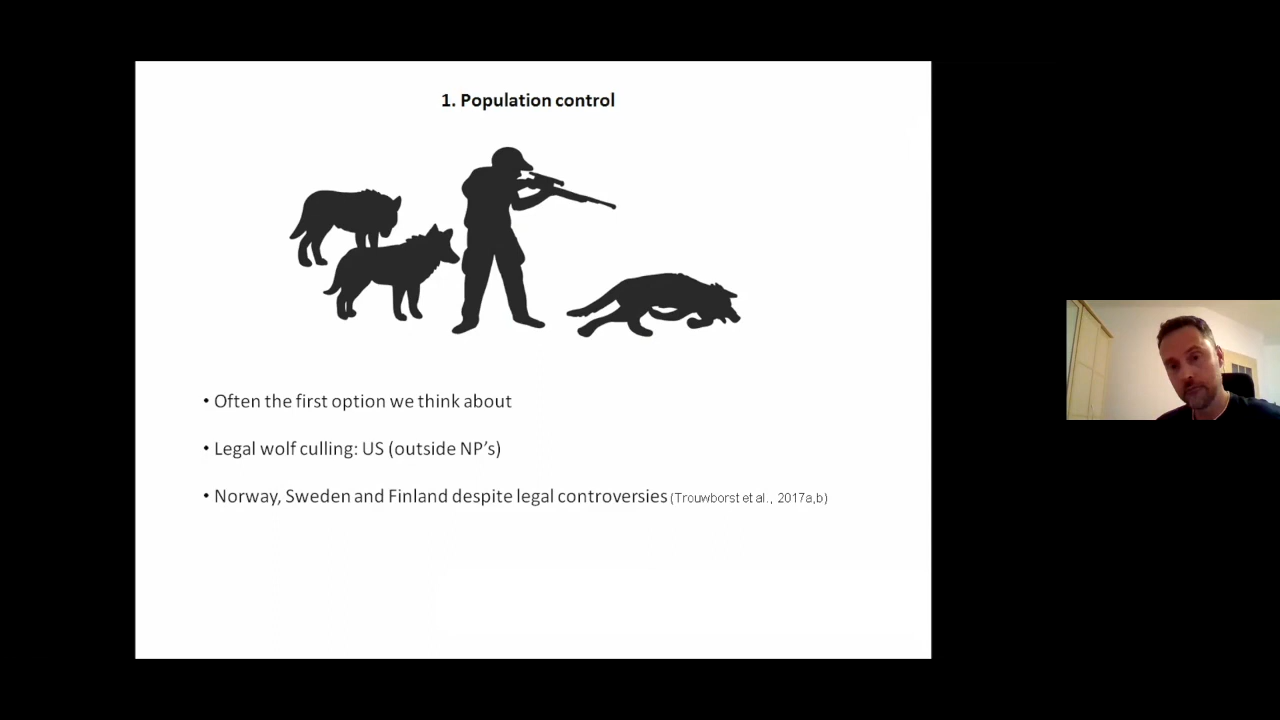 1. Population control
• Often the first option we think about
• Legal wolf culling: US (outside NP’s)
• Norway, Sweden and Finland despite legal controversies (Trouwborst et al., 2017a,b)